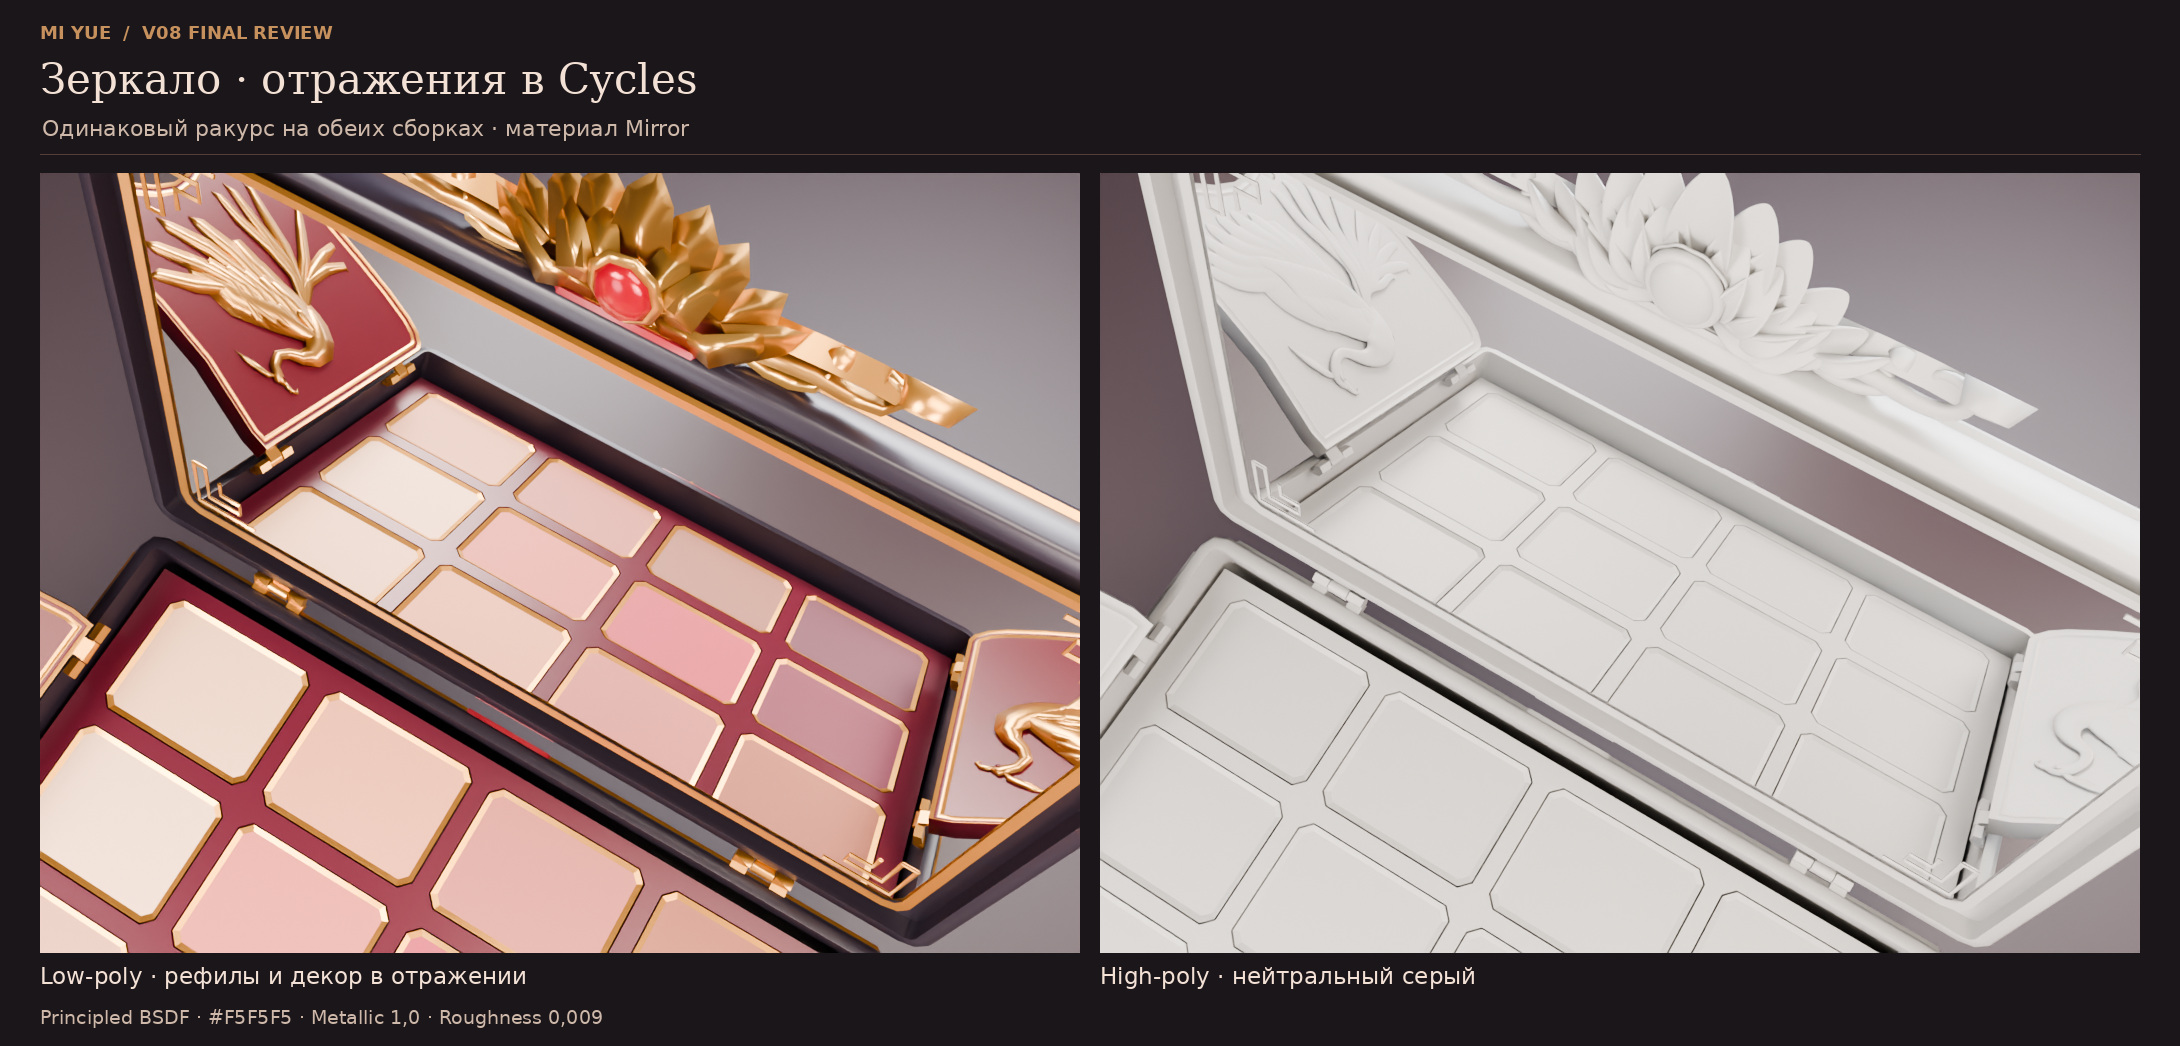 MI YUE / V08 FINAL REVIEW
Зеркало · отражения в Cycles
Одинаковый ракурс на обеих сборках · материал Mirror
Low-poly · рефилы и декор в отражении
High-poly · нейтральный серый
Principled BSDF · #F5F5F5 · Metallic 1,0 · Roughness 0,009